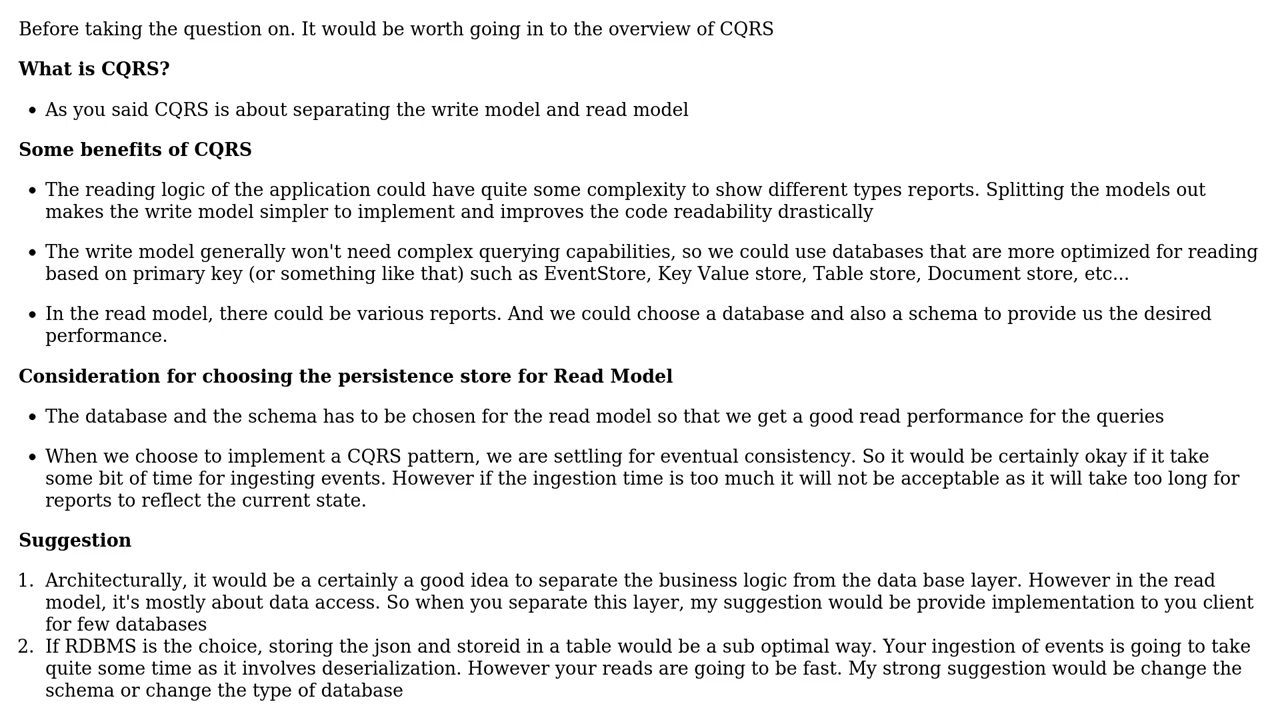 Before taking the question on. It would be worth going in to the overview of CQRS
What is CQRS?
• As you said CQRS is about separating the write model and read model
Some benefits of CQRS
• The reading logic of the application could have quite some complexity to show different types reports. Splitting the models out
makes the write model simpler to implement and improves the code readability drastically
• The write model generally won't need complex querying capabilities, so we could use databases that are more optimized for reading
based on primary key (or something like that) such as EventStore, Key Value store, Table store, Document store, etc...
• In the read model, there could be various reports. And we could choose a database and also a schema to provide us the desired
performance.
Consideration for choosing the persistence store for Read Model
• The database and the schema has to be chosen for the read model so that we get a good read performance for the queries
• When we choose to implement a CQRS pattern, we are settling for eventual consistency. So it would be certainly okay if it take
some bit of time for ingesting events. However if the ingestion time is too much it will not be acceptable as it will take too long for
reports to reflect the current state.
Suggestion
1. Architecturally, it would be a certainly a good idea to separate the business logic from the data base layer. However in the read
model, it's mostly about data access. So when you separate this layer, my suggestion would be provide implementation to you client
for few databases
2. If RDBMS is the choice, storing the json and storeid in a table would be a sub optimal way. Your ingestion of events is going to take
quite some time as it involves deserialization. However your reads are going to be fast. My strong suggestion would be change the
schema or change the type of database